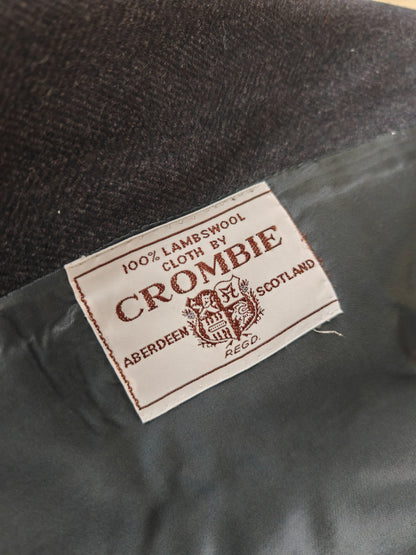 100% LAMBSWOOL
CLOTH BY
CROMBIE
ABERDEEN SCOTLAND
REGD.